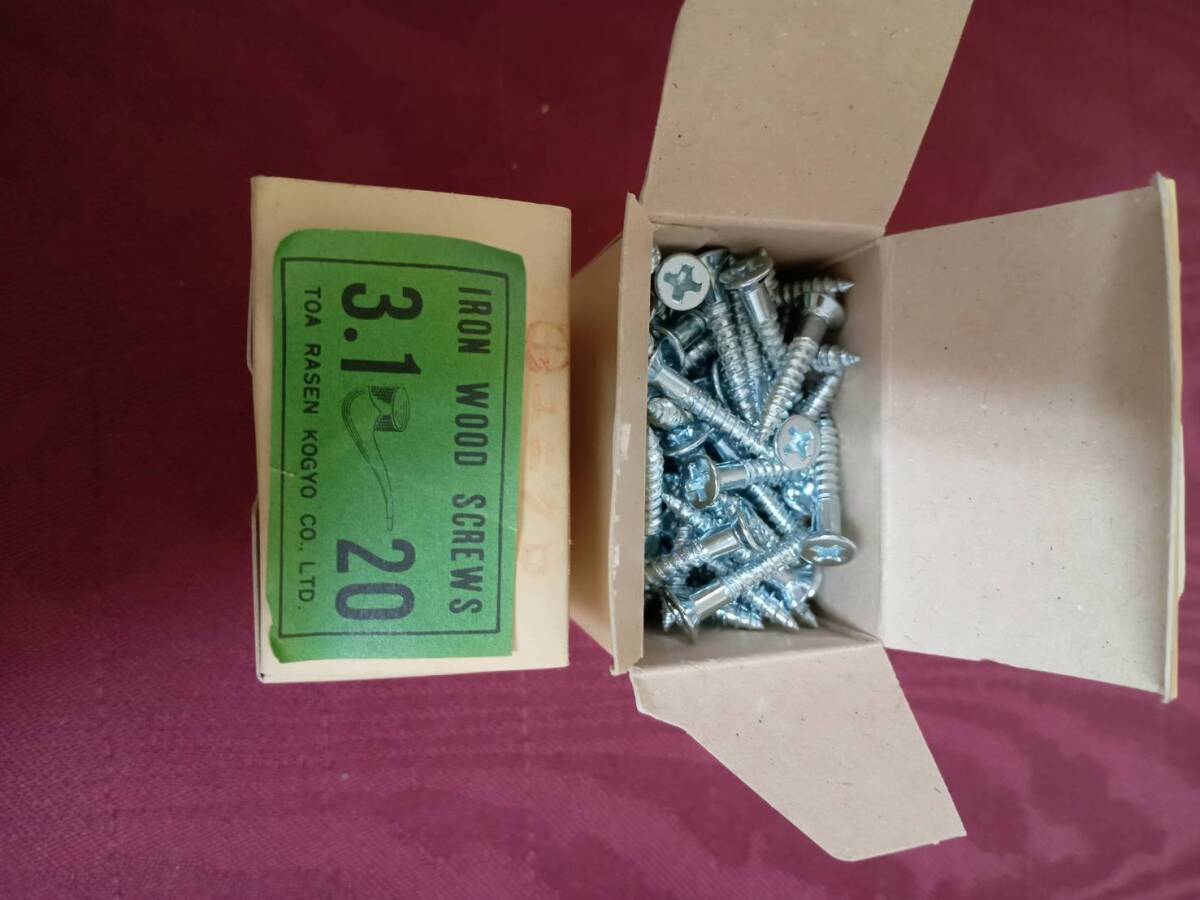 IRON WOOD SCREWS
3.1 20
TOA RASEN KOGYO CO., LTD.